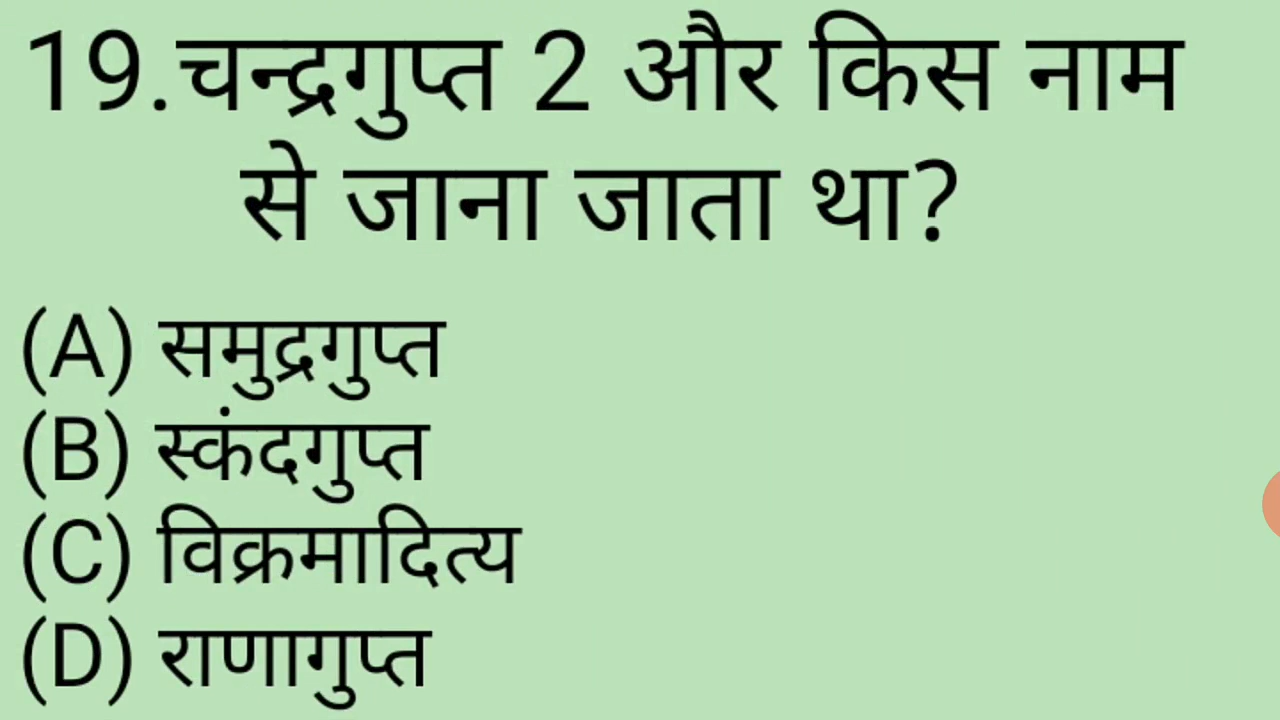 19.चन्द्रगुप्त 2 और किस नाम
से जाना जाता था?
(A) समुद्रगुप्त
(B) स्कंदगुप्त
(C) विक्रमादित्य
(D) राणागुप्त